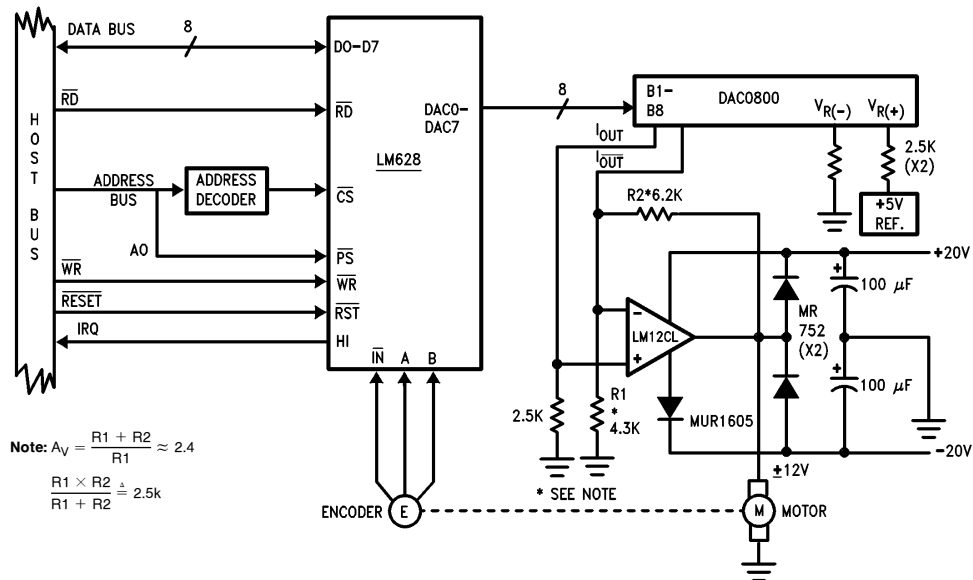 DATA BUS
8
D0-D7
RD
RD
HOST BUS
DAC0-
DAC7
LM628
8
B1-
B8
DAC0800
VR(-)
VR(+)
IOUT
IOUT
2.5K
(X2)
+5V
REF.
ADDRESS
BUS
ADDRESS
DECODER
CS
R2*6.2K
A0
PS
WR
WR
RESET
RST
IRQ
HI
IN A B
+20V
100 μF
MR
752
(X2)
LM12CL
-
+
+
+
100 μF
2.5K
R1
*
4.3K
MUR1605
-20V
±12V
* SEE NOTE
Note: AV = R1 + R2 / R1 ≈ 2.4
R1 × R2 / R1 + R2 ≜ 2.5k
ENCODER
E
M
MOTOR